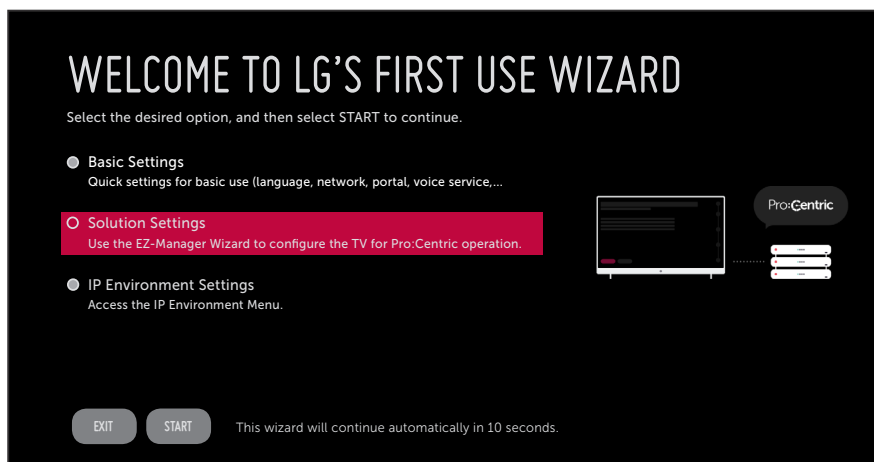 WELCOME TO LG'S FIRST USE WIZARD
Select the desired option, and then select START to continue.
Basic Settings
Quick settings for basic use (language, network, portal, voice service,...
Solution Settings
Use the EZ-Manager Wizard to configure the TV for Pro:Centric operation.
Pro:Centric
IP Environment Settings
Access the IP Environment Menu.
EXIT
START
This wizard will continue automatically in 10 seconds.